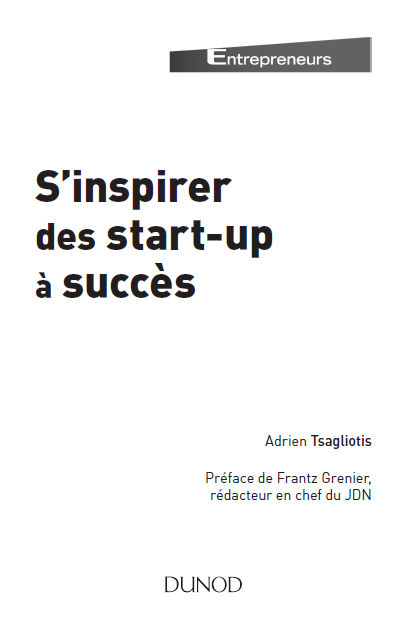 Entrepreneurs
S’inspirer
des start-up
à succès
Adrien Tsagliotis
Préface de Frantz Grenier,
rédacteur en chef du JDN
DUNOD